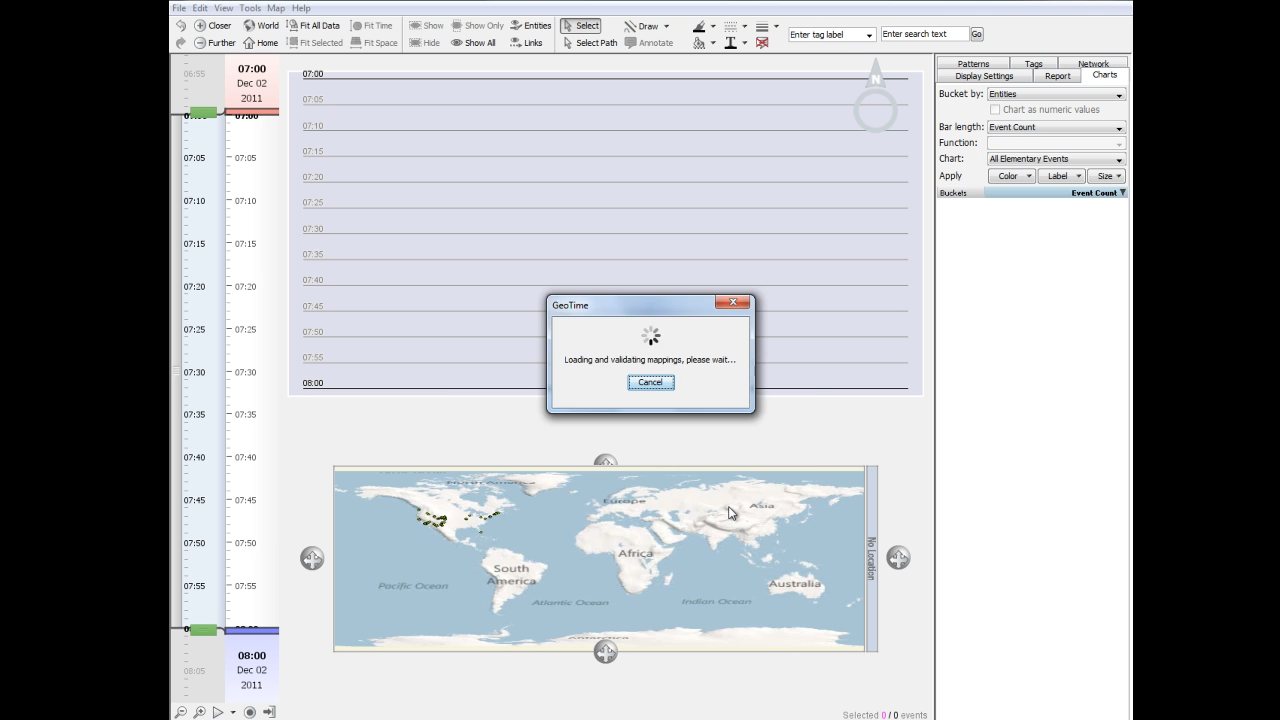 File Edit View Tools Map Help
Closer World Fit All Data Fit Time Show Show Only Entities Select Draw
Further Home Fit Selected Fit Space Hide Show All Links Select Path Annotate
Enter tag label Enter search text Go
06:55
07:00
Dec 02
2011
07:00
07:05 07:05
07:10 07:10
07:15 07:15
07:20 07:20
07:25 07:25
07:30 07:30
07:35 07:35
07:40 07:40
07:45 07:45
07:50 07:50
07:55 07:55
08:00
Dec 02
2011
08:05
07:00
07:05
07:10
07:15
07:20
07:25
07:30
07:35
07:40
07:45
07:50
07:55
08:00
N
GeoTime
Loading and validating mappings, please wait...
Cancel
North America
Europe
Asia
Africa
South
America
Australia
Pacific Ocean
Atlantic Ocean
Indian Ocean
Antarctica
No Location
Patterns Tags Network
Display Settings Report Charts
Bucket by: Entities
Chart as numeric values
Bar length: Event Count
Function:
Chart: All Elementary Events
Apply Color Label Size
Buckets Event Count
Selected 0 / 0 events